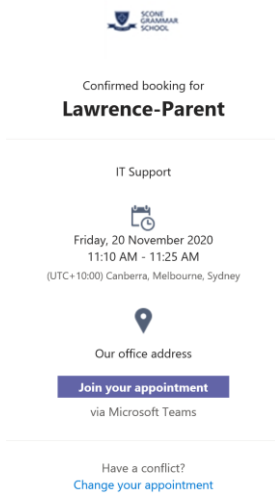 SCONE
GRAMMAR
SCHOOL
Confirmed booking for
Lawrence-Parent
IT Support
Friday, 20 November 2020
11:10 AM - 11:25 AM
(UTC+10:00) Canberra, Melbourne, Sydney
Our office address
Join your appointment
via Microsoft Teams
Have a conflict?
Change your appointment